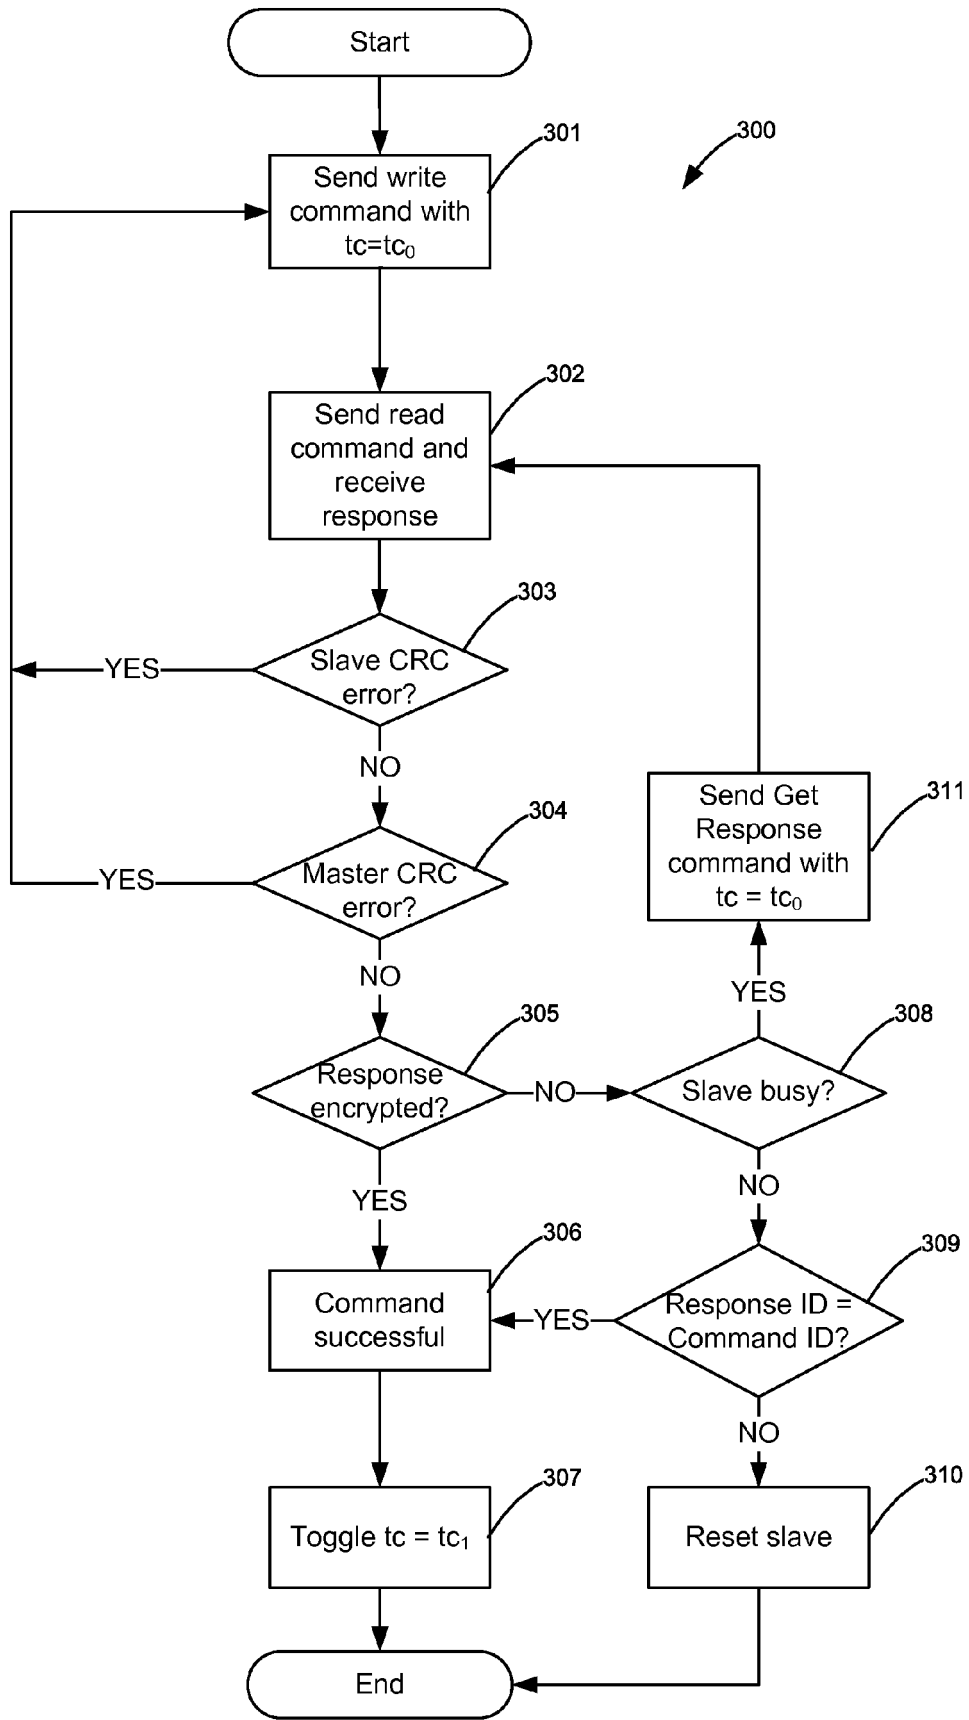 Start
301
300
Send write
command with
tc=tc₀
302
Send read
command and
receive
response
303
Slave CRC
error?
YES
NO
311
Send Get
Response
command with
tc = tc₀
304
Master CRC
error?
YES
NO
YES
305
308
Response
encrypted?
NO
Slave busy?
YES
NO
306
309
Command
successful
YES
Response ID =
Command ID?
NO
307
310
Toggle tc = tc₁
Reset slave
End